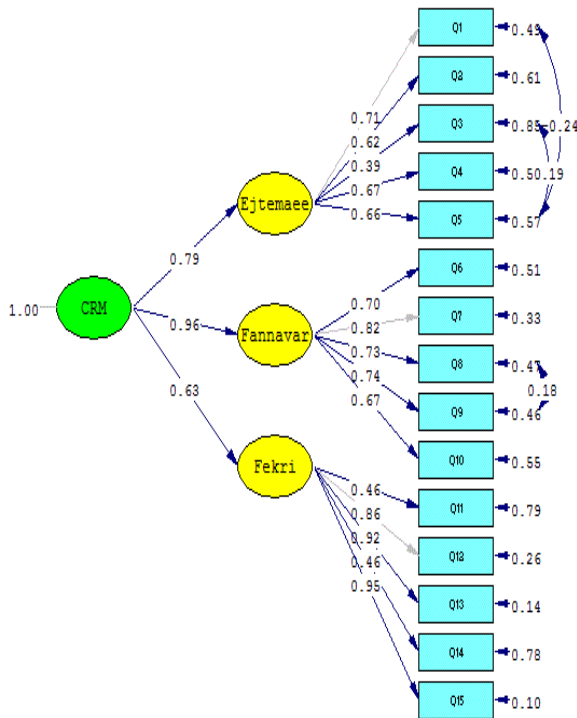 Q1
0.49
Q2
0.61
0.71
0.62
0.39
0.67
0.66
Q3
0.85
-0.24
Q4
0.50
0.19
Ejtemaee
Q5
0.57
0.79
Q6
0.51
1.00
CRM
0.96
Fannavar
0.70
0.82
0.73
0.74
0.67
Q7
0.33
Q8
0.47
0.18
0.63
Q9
0.46
Q10
0.55
Fekri
0.46
0.86
0.92
0.46
0.95
Q11
0.79
Q12
0.26
Q13
0.14
Q14
0.78
Q15
0.10